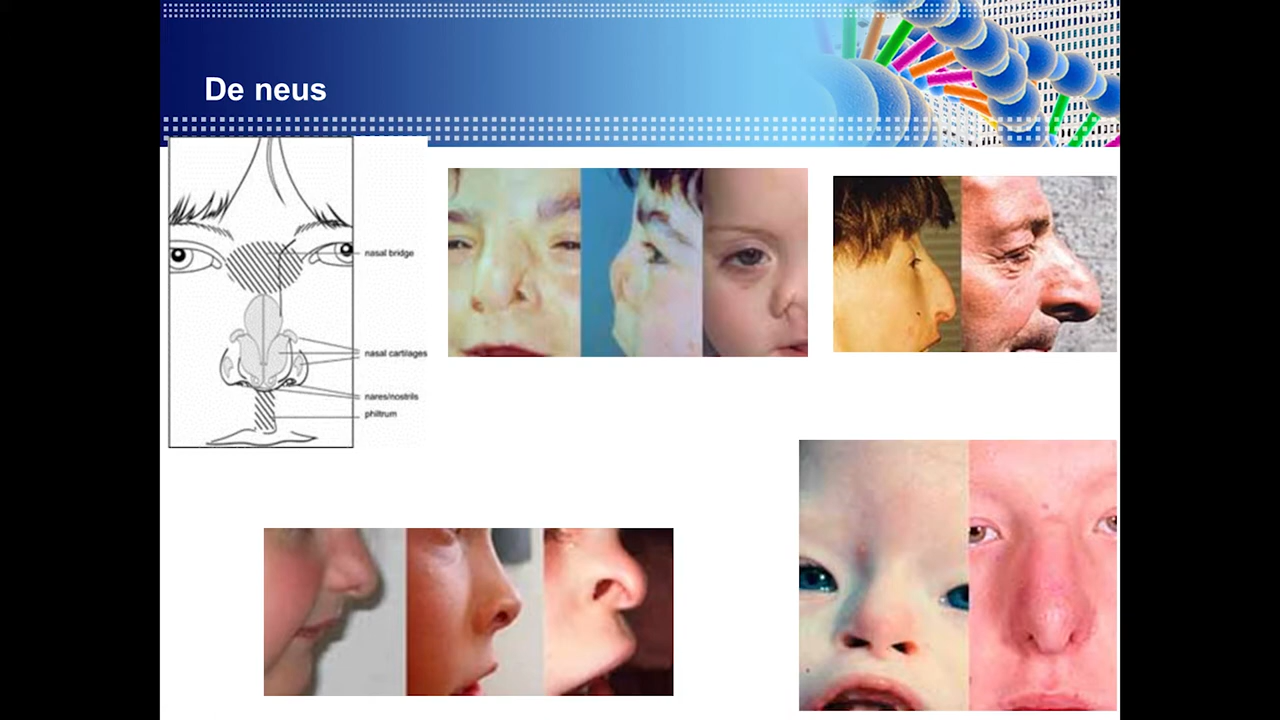 De neus
nasal bridge
nasal cartilages
nares/nostrils
philtrum